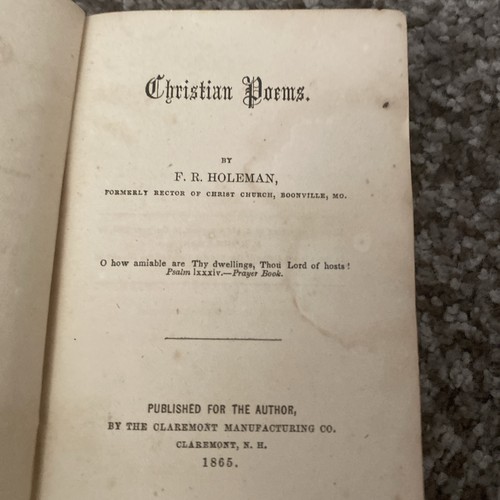 Christian Poems.
BY
F. R. HOLEMAN,
FORMERLY RECTOR OF CHRIST CHURCH, BOONVILLE, MO.
O how amiable are Thy dwellings, Thou Lord of hosts!
Psalm lxxxiv.—Prayer Book.
PUBLISHED FOR THE AUTHOR,
BY THE CLAREMONT MANUFACTURING CO.
CLAREMONT, N. H.
1865.